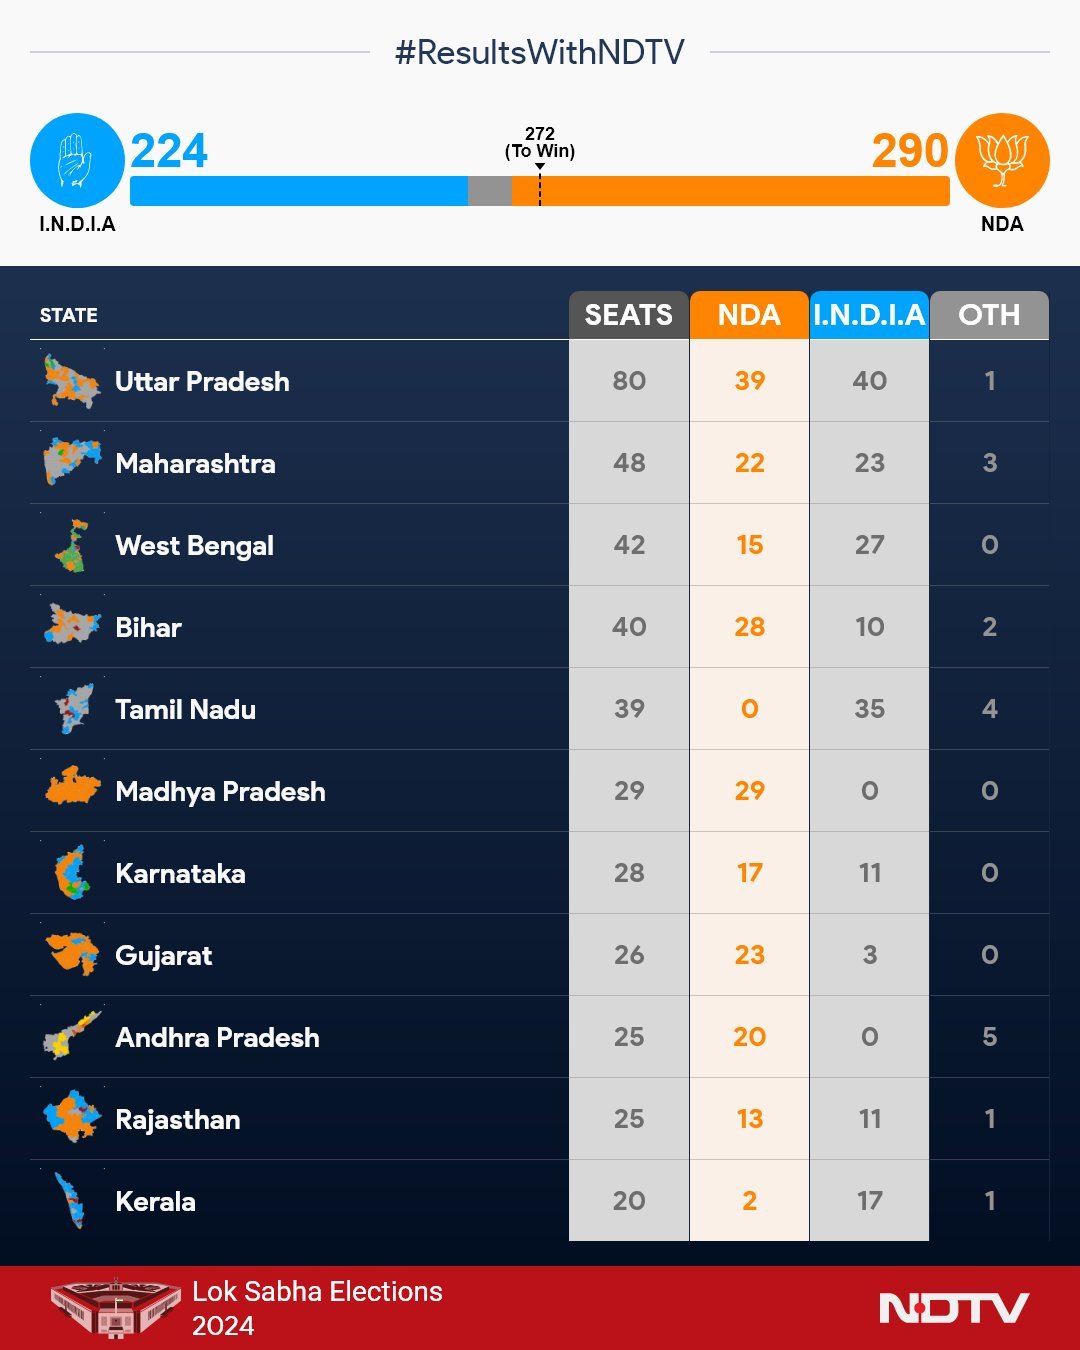 #ResultsWithNDTV
224
272
(To Win)
290
I.N.D.I.A
NDA
STATE SEATS NDA I.N.D.I.A OTH
Uttar Pradesh 80 39 40 1
Maharashtra 48 22 23 3
West Bengal 42 15 27 0
Bihar 40 28 10 2
Tamil Nadu 39 0 35 4
Madhya Pradesh 29 29 0 0
Karnataka 28 17 11 0
Gujarat 26 23 3 0
Andhra Pradesh 25 20 0 5
Rajasthan 25 13 11 1
Kerala 20 2 17 1
Lok Sabha Elections
2024
NDTV